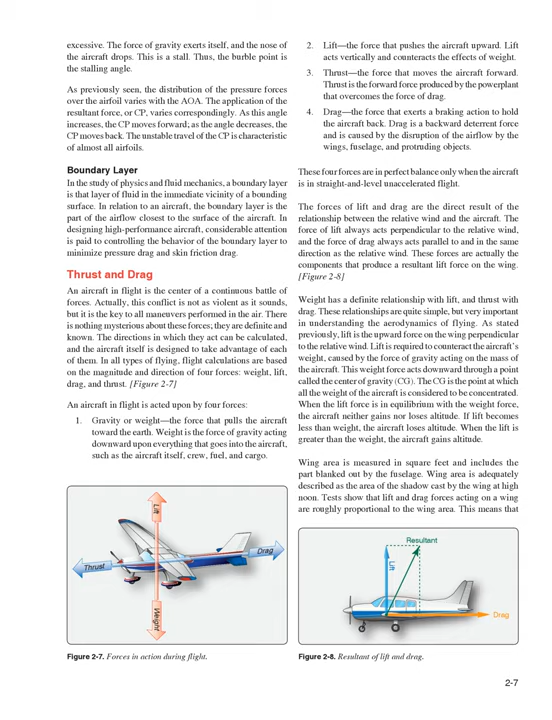 excessive. The force of gravity exerts itself, and the nose of
the aircraft drops. This is a stall. Thus, the burble point is
the stalling angle.
As previously seen, the distribution of the pressure forces
over the airfoil varies with the AOA. The application of the
resultant force, or CP, varies correspondingly. As this angle
increases, the CP moves forward; as the angle decreases, the
CP moves back. The unstable travel of the CP is characteristic
of almost all airfoils.
Boundary Layer
In the study of physics and fluid mechanics, a boundary layer
is that layer of fluid in the immediate vicinity of a bounding
surface. In relation to an aircraft, the boundary layer is the
part of the airflow closest to the surface of the aircraft. In
designing high-performance aircraft, considerable attention
is paid to controlling the behavior of the boundary layer to
minimize pressure drag and skin friction drag.
Thrust and Drag
An aircraft in flight is the center of a continuous battle of
forces. Actually, this conflict is not as violent as it sounds,
but it is the key to all maneuvers performed in the air. There
is nothing mysterious about these forces; they are definite and
known. The directions in which they act can be calculated,
and the aircraft itself is designed to take advantage of each
of them. In all types of flying, flight calculations are based
on the magnitude and direction of four forces: weight, lift,
drag, and thrust. [Figure 2-7]
An aircraft in flight is acted upon by four forces:
1. Gravity or weight—the force that pulls the aircraft
toward the earth. Weight is the force of gravity acting
downward upon everything that goes into the aircraft,
such as the aircraft itself, crew, fuel, and cargo.
Lift
Thrust
Drag
Weight
Figure 2-7. Forces in action during flight.
2. Lift—the force that pushes the aircraft upward. Lift
acts vertically and counteracts the effects of weight.
3. Thrust—the force that moves the aircraft forward.
Thrust is the forward force produced by the powerplant
that overcomes the force of drag.
4. Drag—the force that exerts a braking action to hold
the aircraft back. Drag is a backward deterrent force
and is caused by the disruption of the airflow by the
wings, fuselage, and protruding objects.
These four forces are in perfect balance only when the aircraft
is in straight-and-level unaccelerated flight.
The forces of lift and drag are the direct result of the
relationship between the relative wind and the aircraft. The
force of lift always acts perpendicular to the relative wind,
and the force of drag always acts parallel to and in the same
direction as the relative wind. These forces are actually the
components that produce a resultant lift force on the wing.
[Figure 2-8]
Weight has a definite relationship with lift, and thrust with
drag. These relationships are quite simple, but very important
in understanding the aerodynamics of flying. As stated
previously, lift is the upward force on the wing perpendicular
to the relative wind. Lift is required to counteract the aircraft's
weight, caused by the force of gravity acting on the mass of
the aircraft. This weight force acts downward through a point
called the center of gravity (CG). The CG is the point at which
all the weight of the aircraft is considered to be concentrated.
When the lift force is in equilibrium with the weight force,
the aircraft neither gains nor loses altitude. If lift becomes
less than weight, the aircraft loses altitude. When the lift is
greater than the weight, the aircraft gains altitude.
Wing area is measured in square feet and includes the
part blanked out by the fuselage. Wing area is adequately
described as the area of the shadow cast by the wing at high
noon. Tests show that lift and drag forces acting on a wing
are roughly proportional to the wing area. This means that
Resultant
Lift
Drag
Figure 2-8. Resultant of lift and drag.
2-7